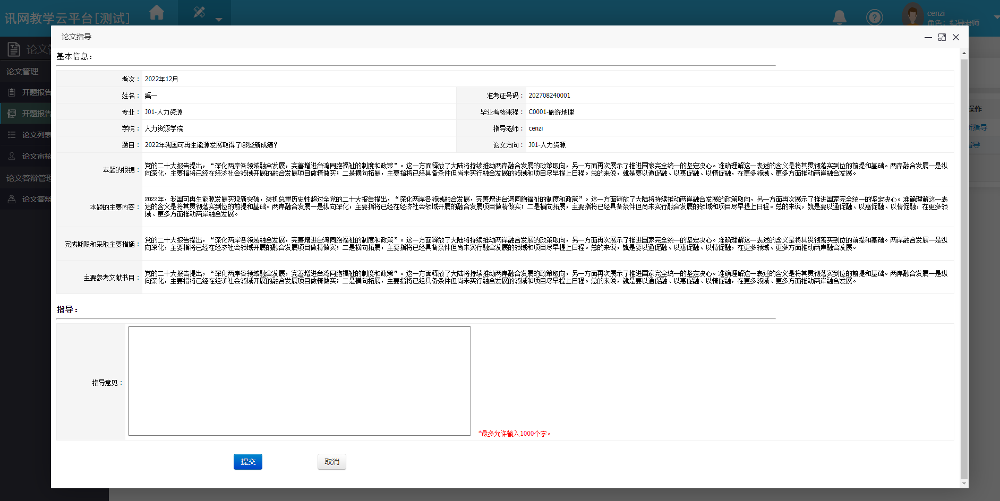 讯网教学云平台[测试]
cenzi
角色：指导老师
论文管
论文管理
开题报告
开题报告
论文列表
论文审核
论文答辩管理
论文答辩
操作
新指导
指导
论文指导
基本信息：
考次： 2022年12月
姓名： 禹一 准考证号码： 202708240001
专业： J01-人力资源 毕业考核课程： C0001-旅游地理
学院： 人力资源学院 指导老师： cenzi
题目： 2022年我国可再生能源发展取得了哪些新成绩？ 论文方向： J01-人力资源
本题的根据：
党的二十大报告提出，“深化两岸各领域融合发展，完善增进台湾同胞福祉的制度和政策”。这一方面释放了大陆将持续推动两岸融合发展的政策取向，另一方面再次展示了推进国家完全统一的坚定决心。准确理解这一表述的含义是将其贯彻落实到位的前提和基础。两岸融合发展一是纵
向深化，主要指将已经在经济社会领域开展的融合发展项目做精做实；二是横向拓展，主要指将已经具备条件但尚未实行融合发展的领域和项目尽早提上日程。总的来说，就是要以通促融、以惠促融、以情促融，在更多领域、更多方面推动两岸融合发展。
本题的主要内容：
2022年，我国可再生能源发展实现新突破，装机总量历史性超过全党的二十大报告提出，“深化两岸各领域融合发展，完善增进台湾同胞福祉的制度和政策”。这一方面释放了大陆将持续推动两岸融合发展的政策取向，另一方面再次展示了推进国家完全统一的坚定决心。准确理解这一表
述的含义是将其贯彻落实到位的前提和基础。两岸融合发展一是纵向深化，主要指将已经在经济社会领域开展的融合发展项目做精做实；二是横向拓展，主要指将已经具备条件但尚未实行融合发展的领域和项目尽早提上日程。总的来说，就是要以通促融、以惠促融、以情促融，在更多领
域、更多方面推动两岸融合发展。
完成期限和采取主要措施：
党的二十大报告提出，“深化两岸各领域融合发展，完善增进台湾同胞福祉的制度和政策”。这一方面释放了大陆将持续推动两岸融合发展的政策取向，另一方面再次展示了推进国家完全统一的坚定决心。准确理解这一表述的含义是将其贯彻落实到位的前提和基础。两岸融合发展一是纵
向深化，主要指将已经在经济社会领域开展的融合发展项目做精做实；二是横向拓展，主要指将已经具备条件但尚未实行融合发展的领域和项目尽早提上日程。总的来说，就是要以通促融、以惠促融、以情促融，在更多领域、更多方面推动两岸融合发展。
主要参考文献书目：
党的二十大报告提出，“深化两岸各领域融合发展，完善增进台湾同胞福祉的制度和政策”。这一方面释放了大陆将持续推动两岸融合发展的政策取向，另一方面再次展示了推进国家完全统一的坚定决心。准确理解这一表述的含义是将其贯彻落实到位的前提和基础。两岸融合发展一是纵
向深化，主要指将已经在经济社会领域开展的融合发展项目做精做实；二是横向拓展，主要指将已经具备条件但尚未实行融合发展的领域和项目尽早提上日程。总的来说，就是要以通促融、以惠促融、以情促融，在更多领域、更多方面推动两岸融合发展。
指导：
指导意见：
*最多允许输入1000个字。
提交 取消